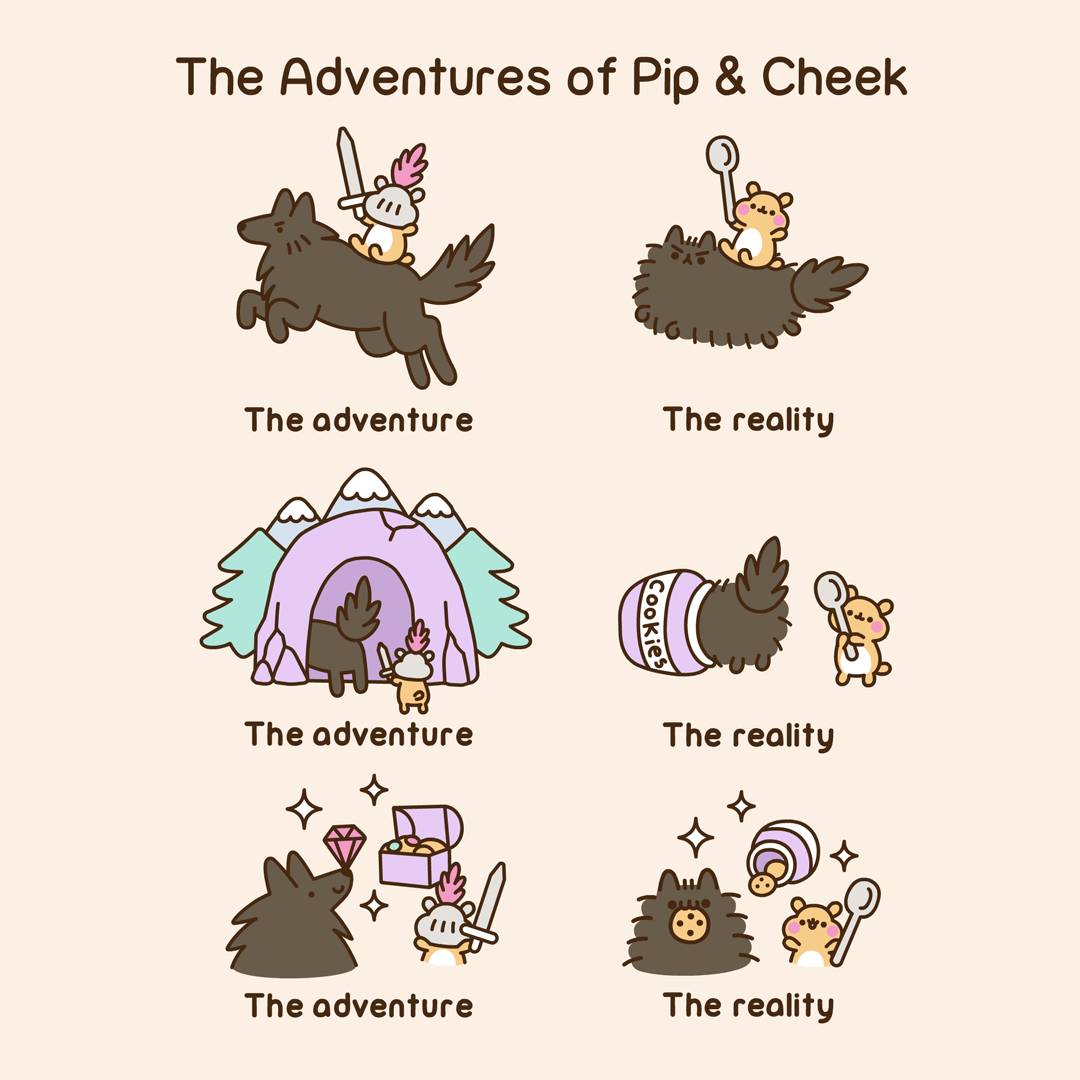 The Adventures of Pip & Cheek
The adventure
The reality
COOKIES
The adventure
The reality
The adventure
The reality